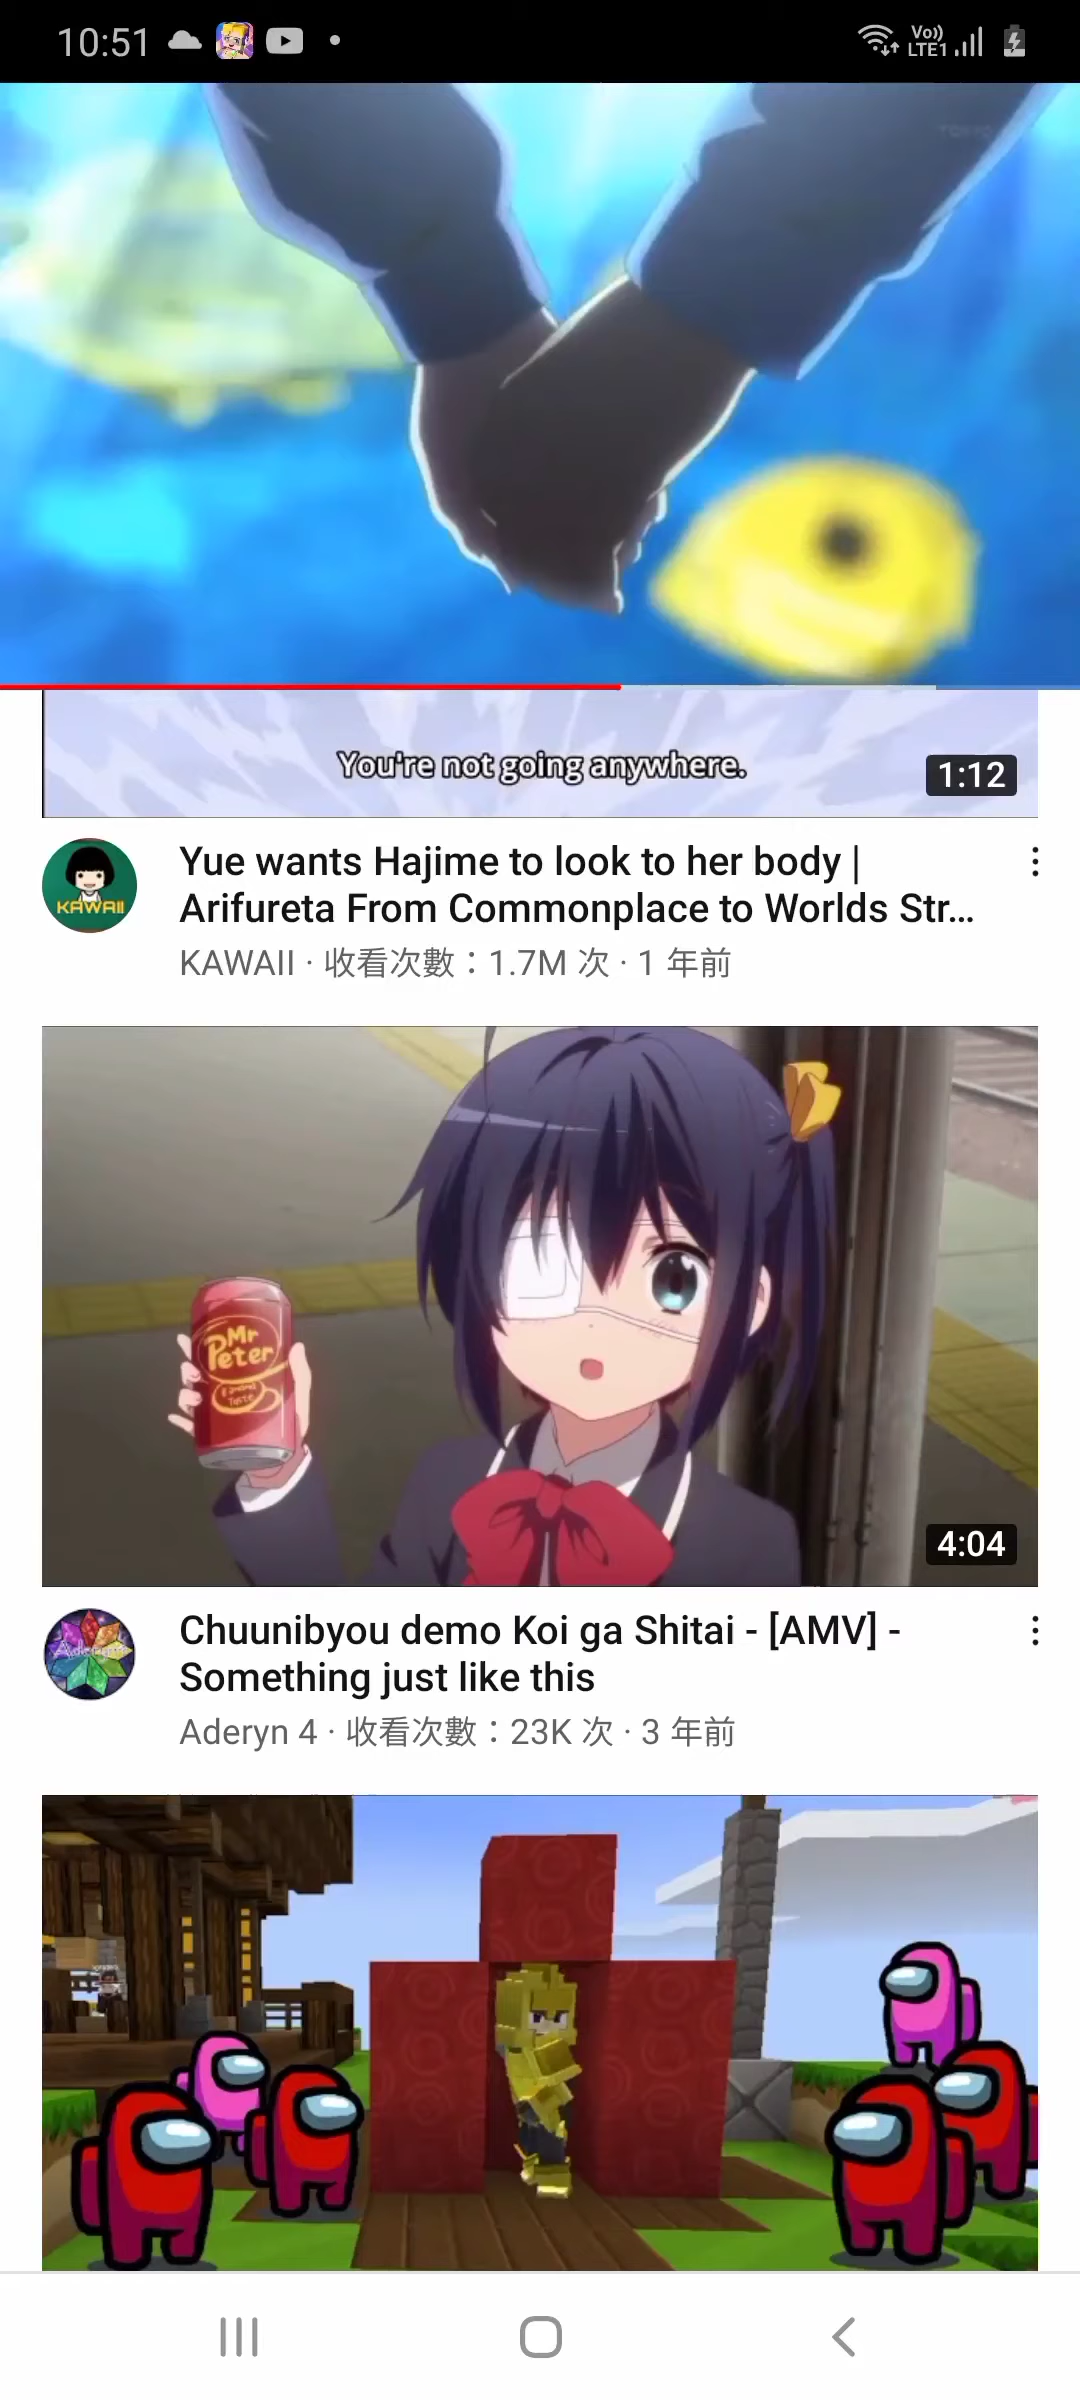 10:51
Vo))
LTE1
You're not going anywhere.
1:12
KAWAII
Yue wants Hajime to look to her body |
Arifureta From Commonplace to Worlds Str...
KAWAII · 收看次數：1.7M 次 · 1 年前
Mr
Peter
Taste
4:04
Chuunibyou demo Koi ga Shitai - [AMV] -
Something just like this
Aderyn 4 · 收看次數：23K 次 · 3 年前